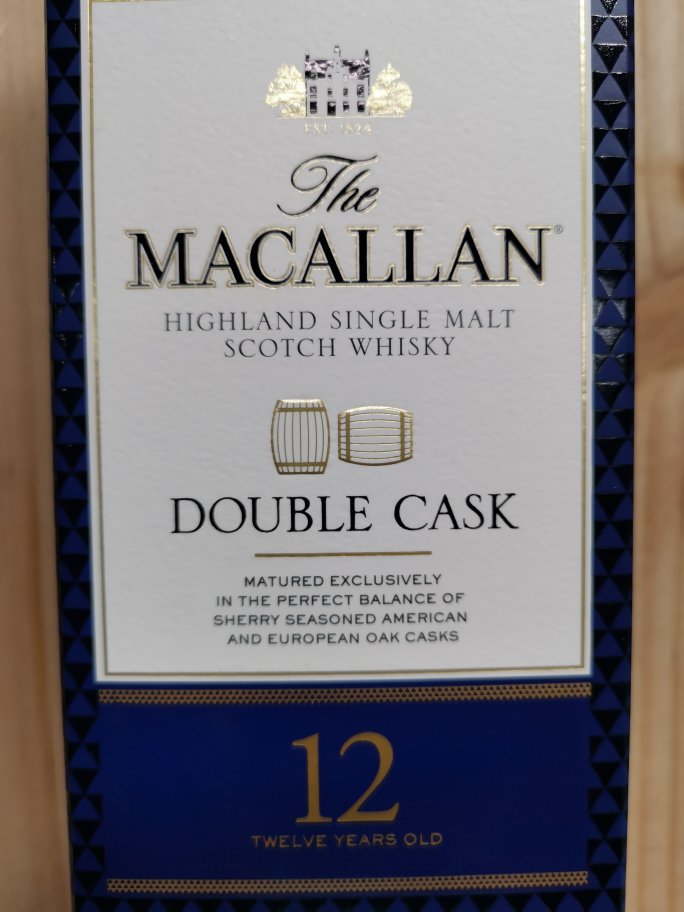 EST. 1824
The
MACALLAN®
HIGHLAND SINGLE MALT
SCOTCH WHISKY
DOUBLE CASK
MATURED EXCLUSIVELY
IN THE PERFECT BALANCE OF
SHERRY SEASONED AMERICAN
AND EUROPEAN OAK CASKS
12
TWELVE YEARS OLD